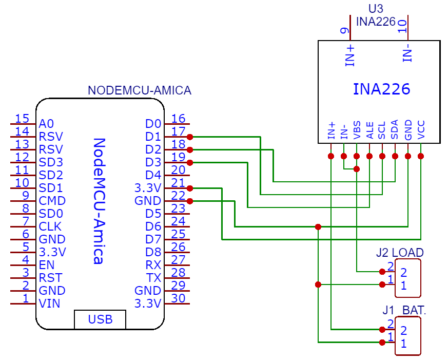 U3
INA226
9
10
IN+
IN-
INA226
IN+
IN-
VBS
ALE
SCL
SDA
GND
VCC
NODEMCU-AMICA
NodeMCU-Amica
15 A0
14 RSV
13 RSV
12 SD3
11 SD2
10 SD1
9 CMD
8 SD0
7 CLK
6 GND
5 3.3V
4 EN
3 RST
2 GND
1 VIN
D0 16
D1 17
D2 18
D3 19
D4 20
3.3V 21
GND 22
D5 23
D6 24
D7 25
D8 26
RX 27
TX 28
GND 29
3.3V 30
USB
J2 LOAD
2 2
1 1
J1 BAT.
2 2
1 1